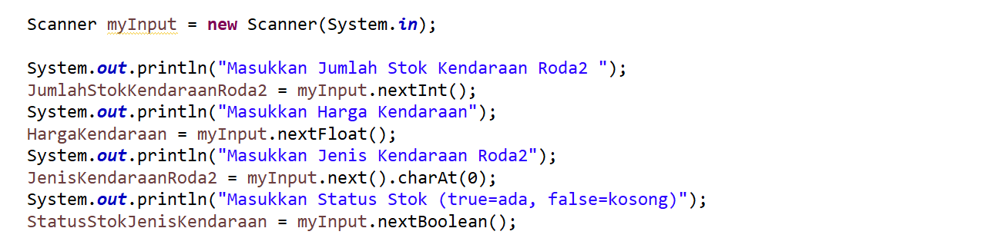 Scanner myInput = new Scanner(System.in);
System.out.println("Masukkan Jumlah Stok Kendaraan Roda2 ");
JumlahStokKendaraanRoda2 = myInput.nextInt();
System.out.println("Masukkan Harga Kendaraan");
HargaKendaraan = myInput.nextFloat();
System.out.println("Masukkan Jenis Kendaraan Roda2");
JenisKendaraanRoda2 = myInput.next().charAt(0);
System.out.println("Masukkan Status Stok (true=ada, false=kosong)");
StatusStokJenisKendaraan = myInput.nextBoolean();